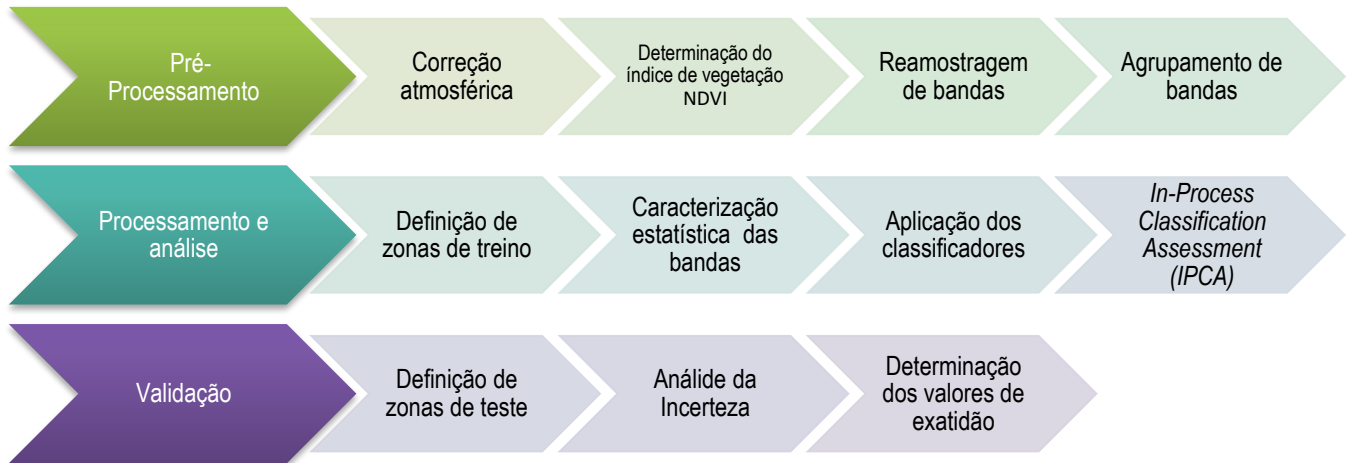 Pré-
Processamento
Correção
atmosférica
Determinação do
índice de vegetação
NDVI
Reamostragem
de bandas
Agrupamento de
bandas
Processamento e
análise
Definição de
zonas de treino
Caracterização
estatística das
bandas
Aplicação dos
classificadores
In-Process
Classification
Assessment
(IPCA)
Validação
Definição de
zonas de teste
Análide da
Incerteza
Determinação
dos valores de
exatidão